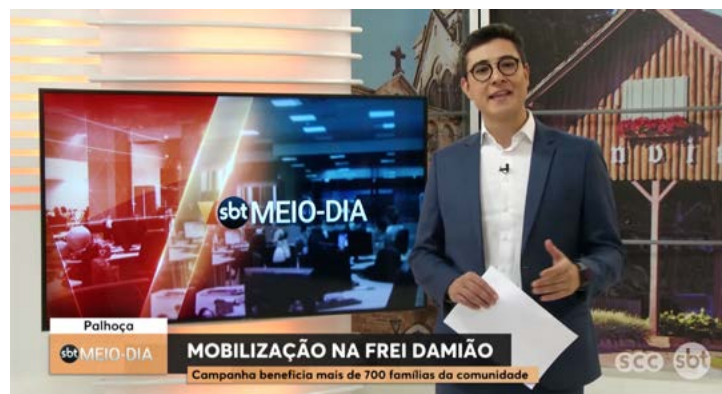 sbt MEIO-DIA
noite
Palhoça
sbt MEIO-DIA
MOBILIZAÇÃO NA FREI DAMIÃO
Campanha beneficia mais de 700 famílias da comunidade
scc sbt